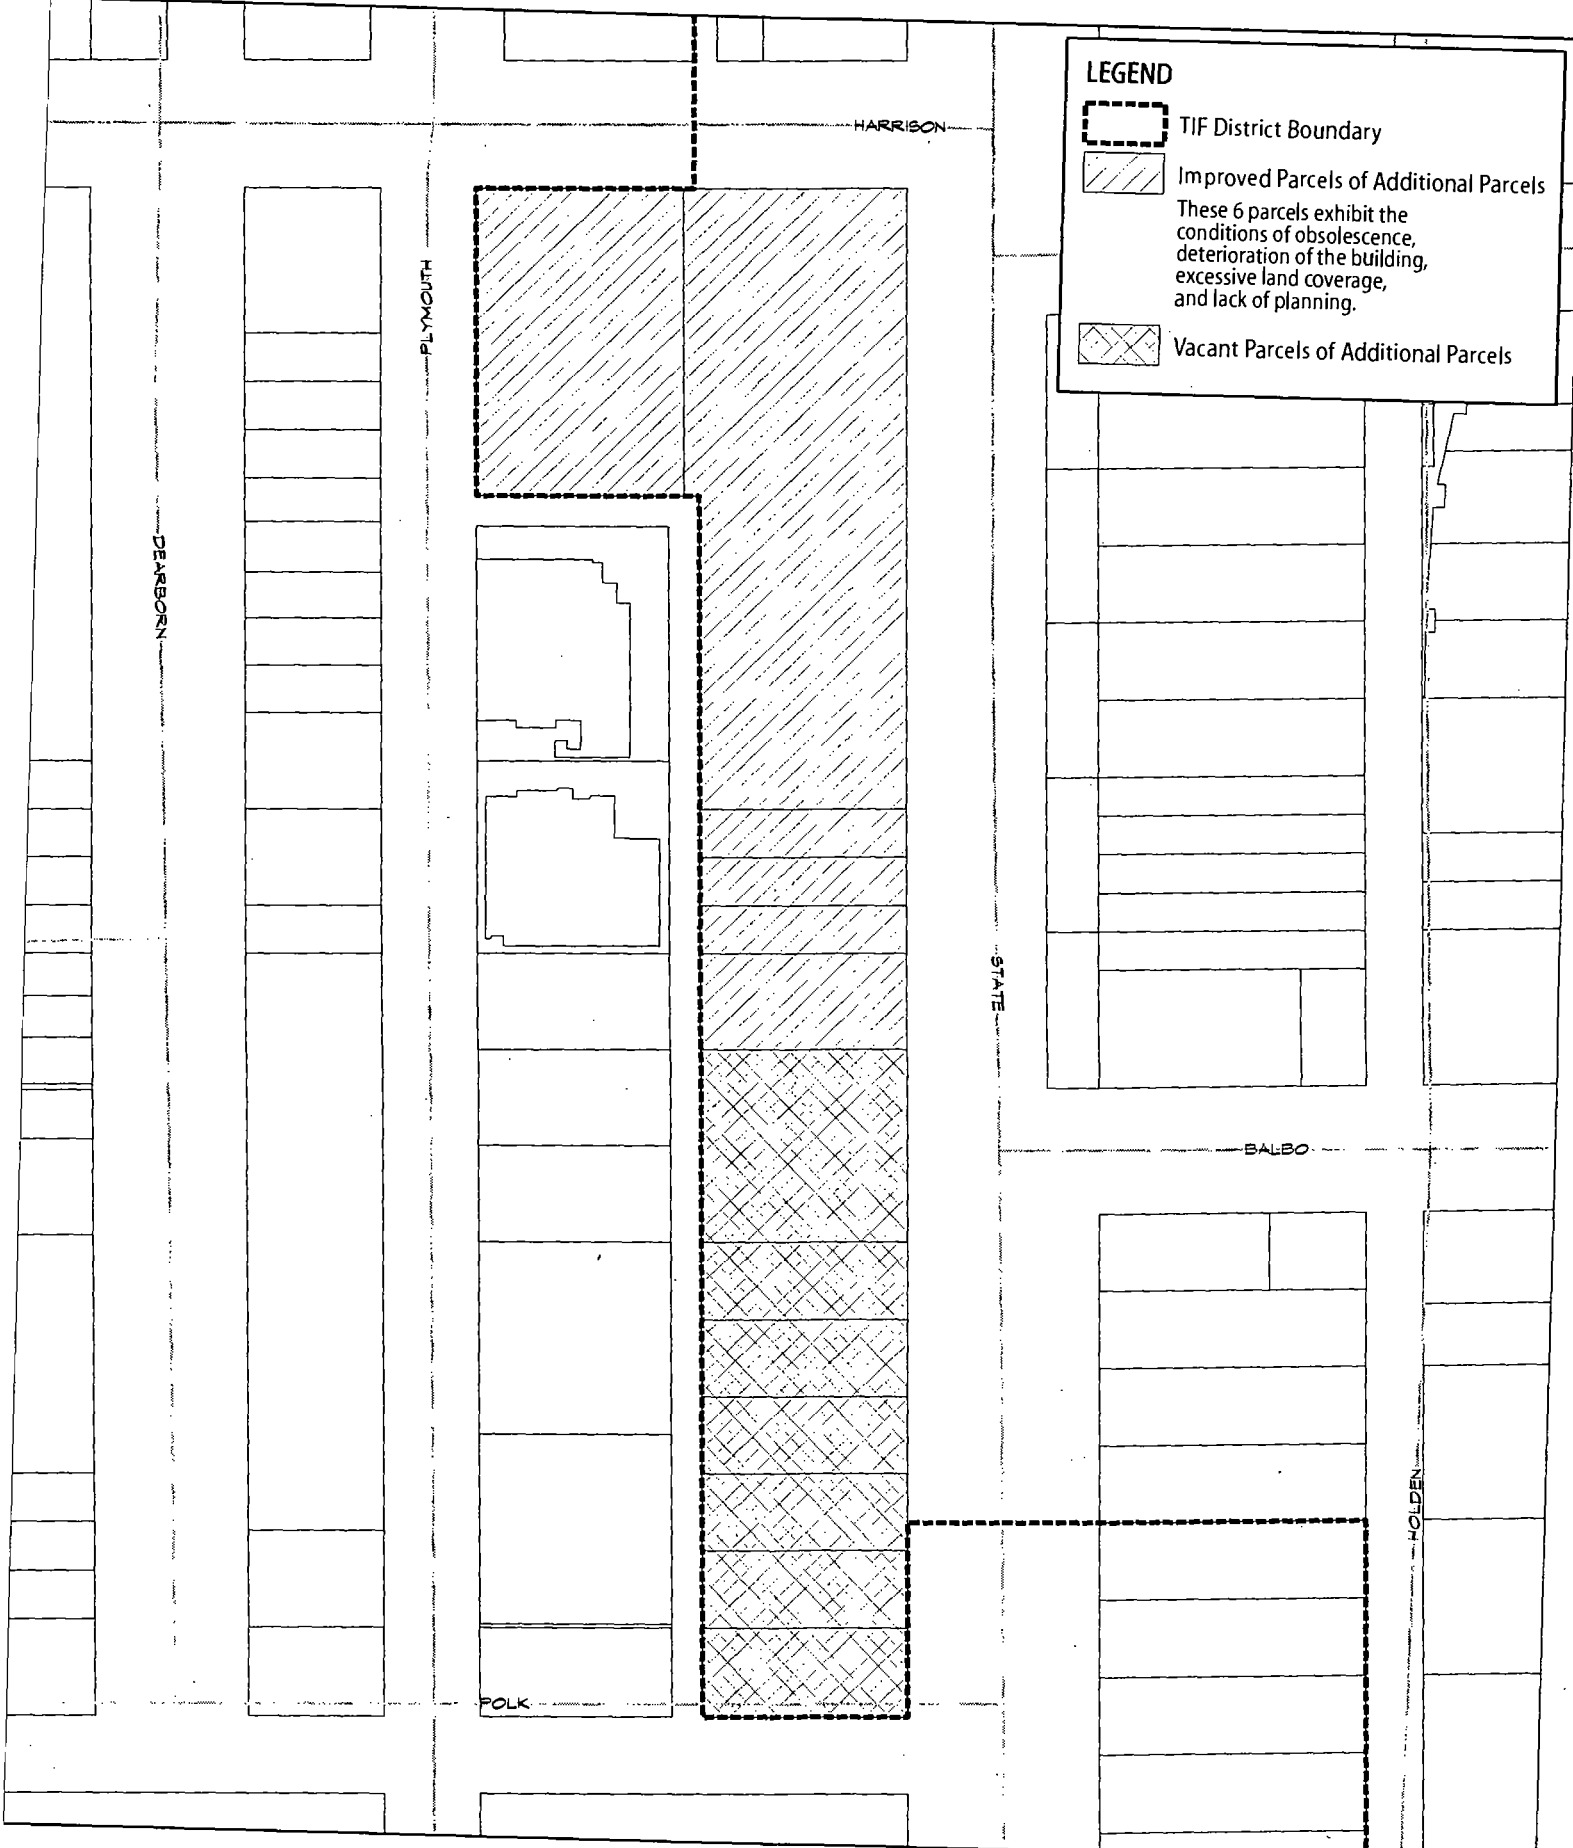 LEGEND
TIF District Boundary
Improved Parcels of Additional Parcels
These 6 parcels exhibit the
conditions of obsolescence,
deterioration of the building,
excessive land coverage,
and lack of planning.
Vacant Parcels of Additional Parcels
HARRISON
PLYMOUTH
DEARBORN
STATE
BALBO
HOLDEN
POLK